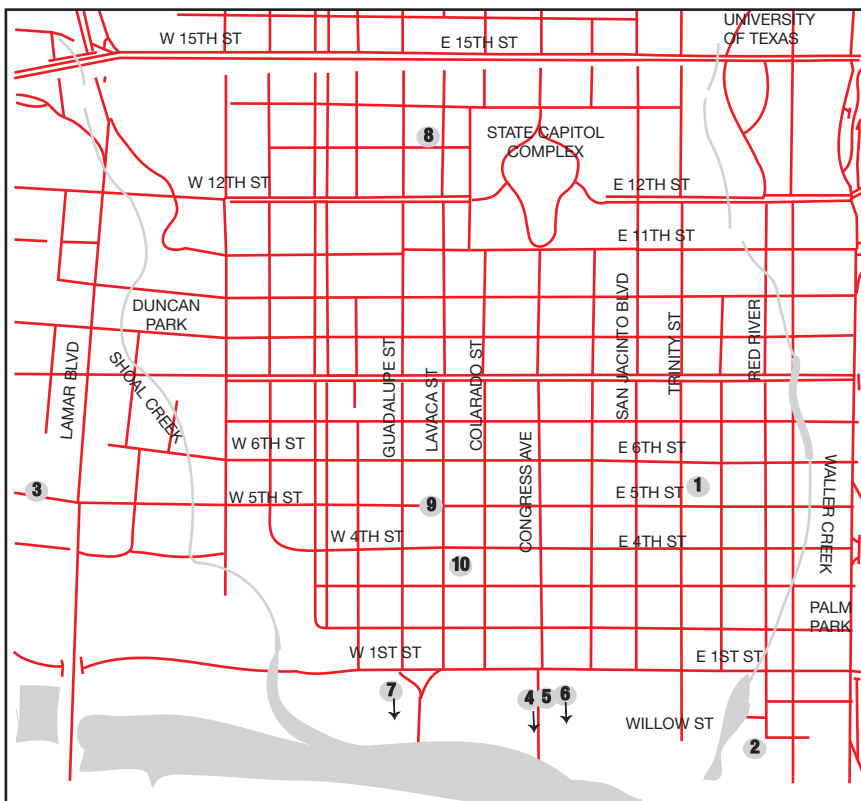 UNIVERSITY
OF TEXAS
W 15TH ST
E 15TH ST
8
STATE CAPITOL
COMPLEX
W 12TH ST
E 12TH ST
E 11TH ST
DUNCAN
PARK
SAN JACINTO BLVD
TRINITY ST
RED RIVER
GUADALUPE ST
LAVACA ST
COLARADO ST
LAMAR BLVD
SHOAL CREEK
CONGRESS AVE
W 6TH ST
E 6TH ST
WALLER CREEK
3
W 5TH ST
9
E 5TH ST
1
W 4TH ST
E 4TH ST
10
PALM
PARK
W 1ST ST
E 1ST ST
7
4
5
6
WILLOW ST
2